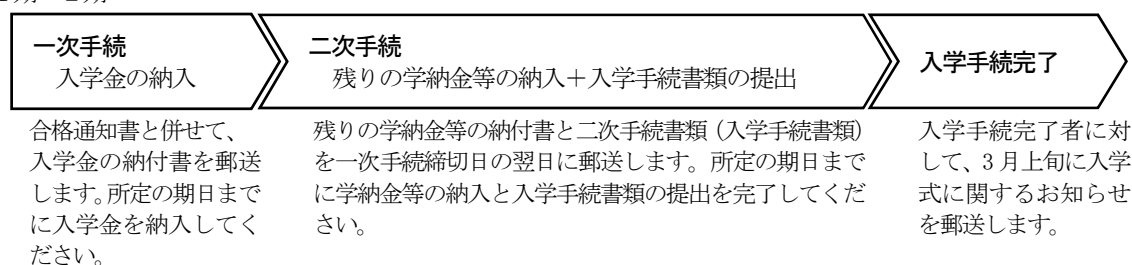 一次手続
入学金の納入
二次手続
残りの学納金等の納入＋入学手続書類の提出
入学手続完了
合格通知書と併せて、
入学金の納付書を郵送
します。所定の期日まで
に入学金を納入してく
ださい。
残りの学納金等の納付書と二次手続書類（入学手続書類）
を一次手続締切日の翌日に郵送します。所定の期日まで
に学納金等の納入と入学手続書類の提出を完了してくだ
さい。
入学手続完了者に対
して、3月上旬に入学
式に関するお知らせ
を郵送します。